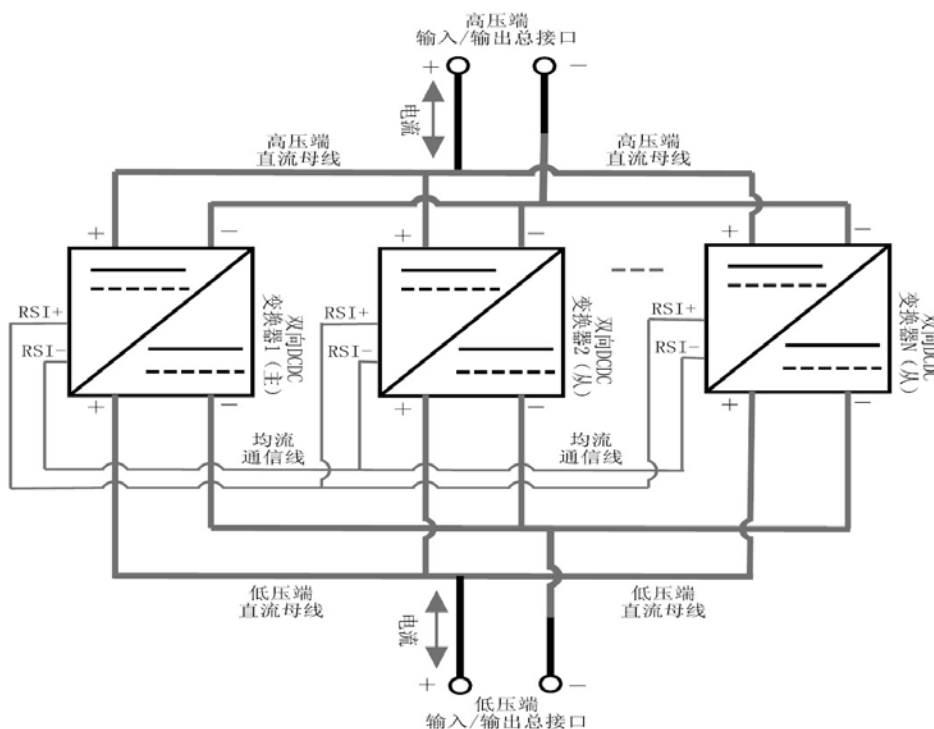 高压端
输入/输出总接口
+
−
电流
高压端
直流母线
高压端
直流母线
+
−
+
−
+
−
RSI+
RSI-
双向DCDC
变换器1（主）
RSI+
RSI-
双向DCDC
变换器2（从）
RSI+
RSI-
双向DCDC
变换器N（从）
+
−
+
−
+
−
均流
通信线
均流
通信线
低压端
直流母线
低压端
直流母线
电流
+
−
低压端
输入/输出总接口